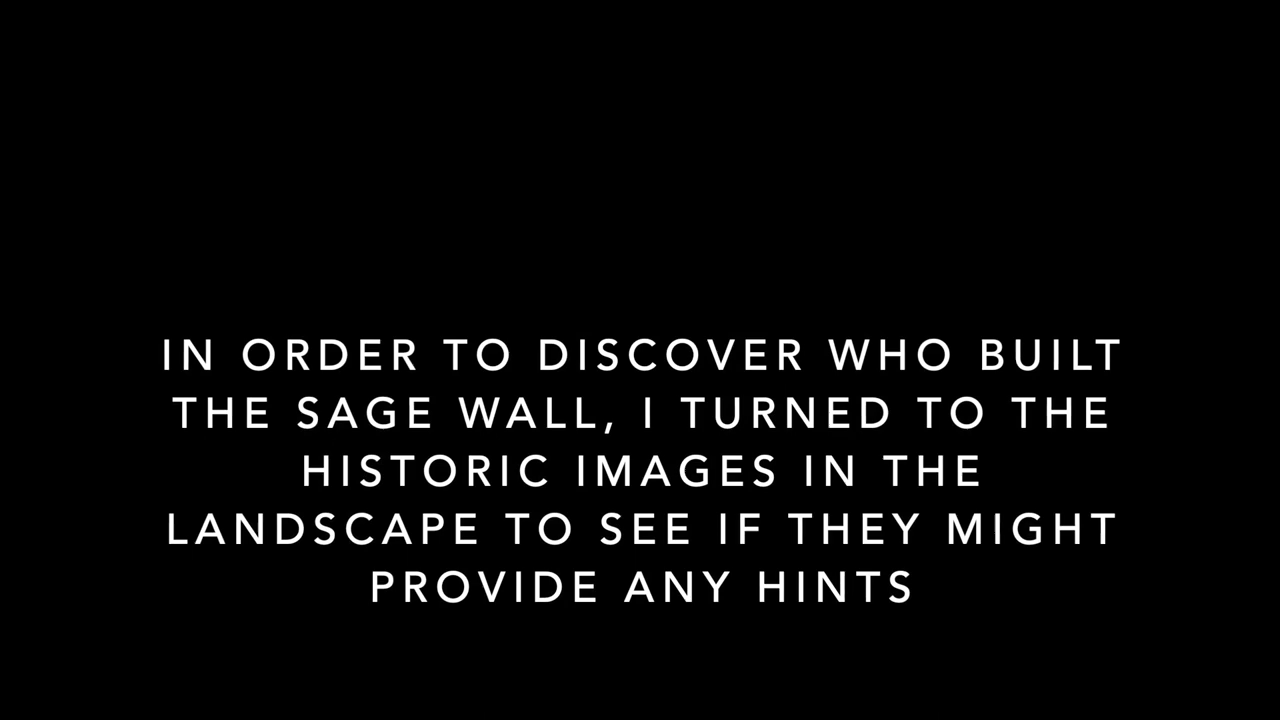 IN ORDER TO DISCOVER WHO BUILT
THE SAGE WALL, I TURNED TO THE
HISTORIC IMAGES IN THE
LANDSCAPE TO SEE IF THEY MIGHT
PROVIDE ANY HINTS